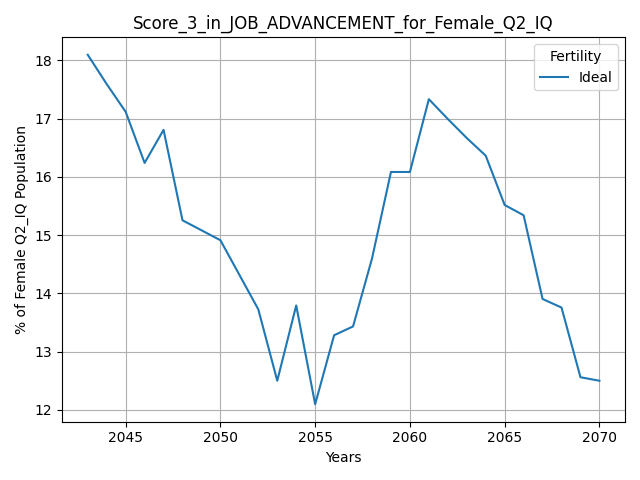 Score_3_in_JOB_ADVANCEMENT_for_Female_Q2_IQ
Fertility
Ideal
% of Female Q2_IQ Population
18
17
16
15
14
13
12
2045
2050
2055
2060
2065
2070
Years